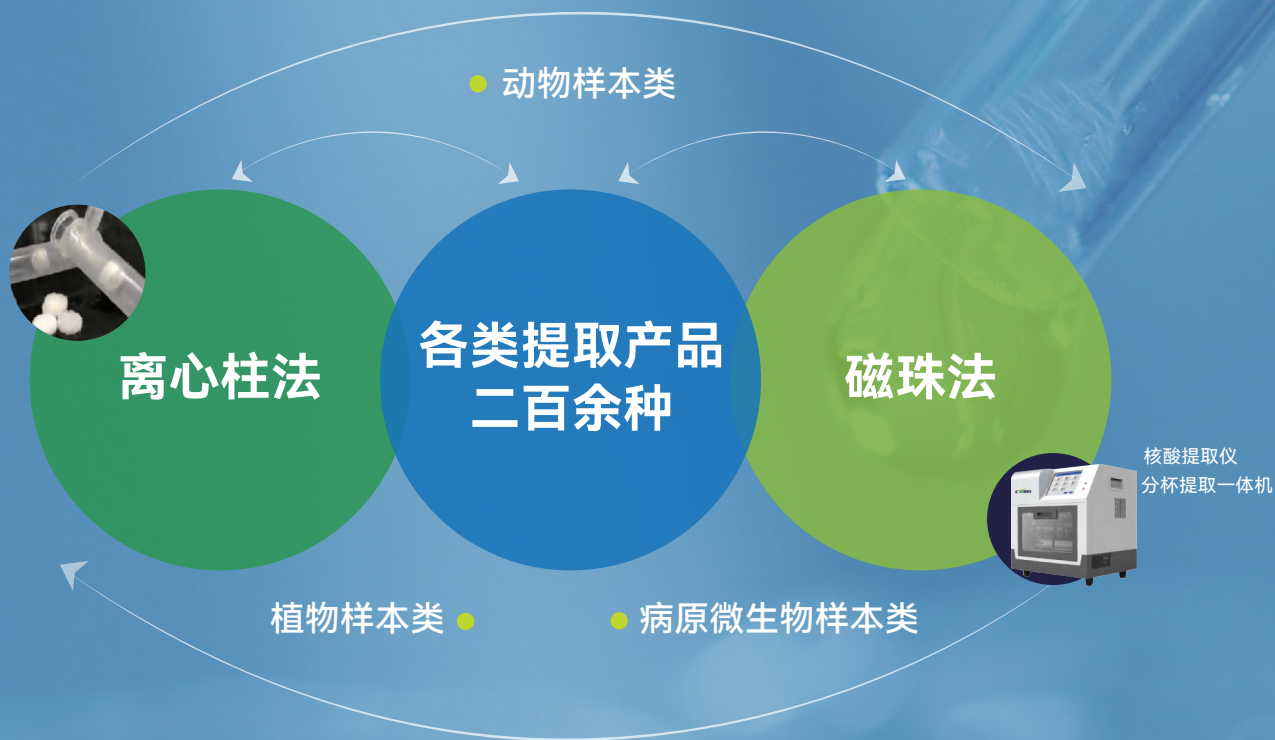 动物样本类
离心柱法
各类提取产品
二百余种
磁珠法
核酸提取仪
分杯提取一体机
植物样本类
病原微生物样本类